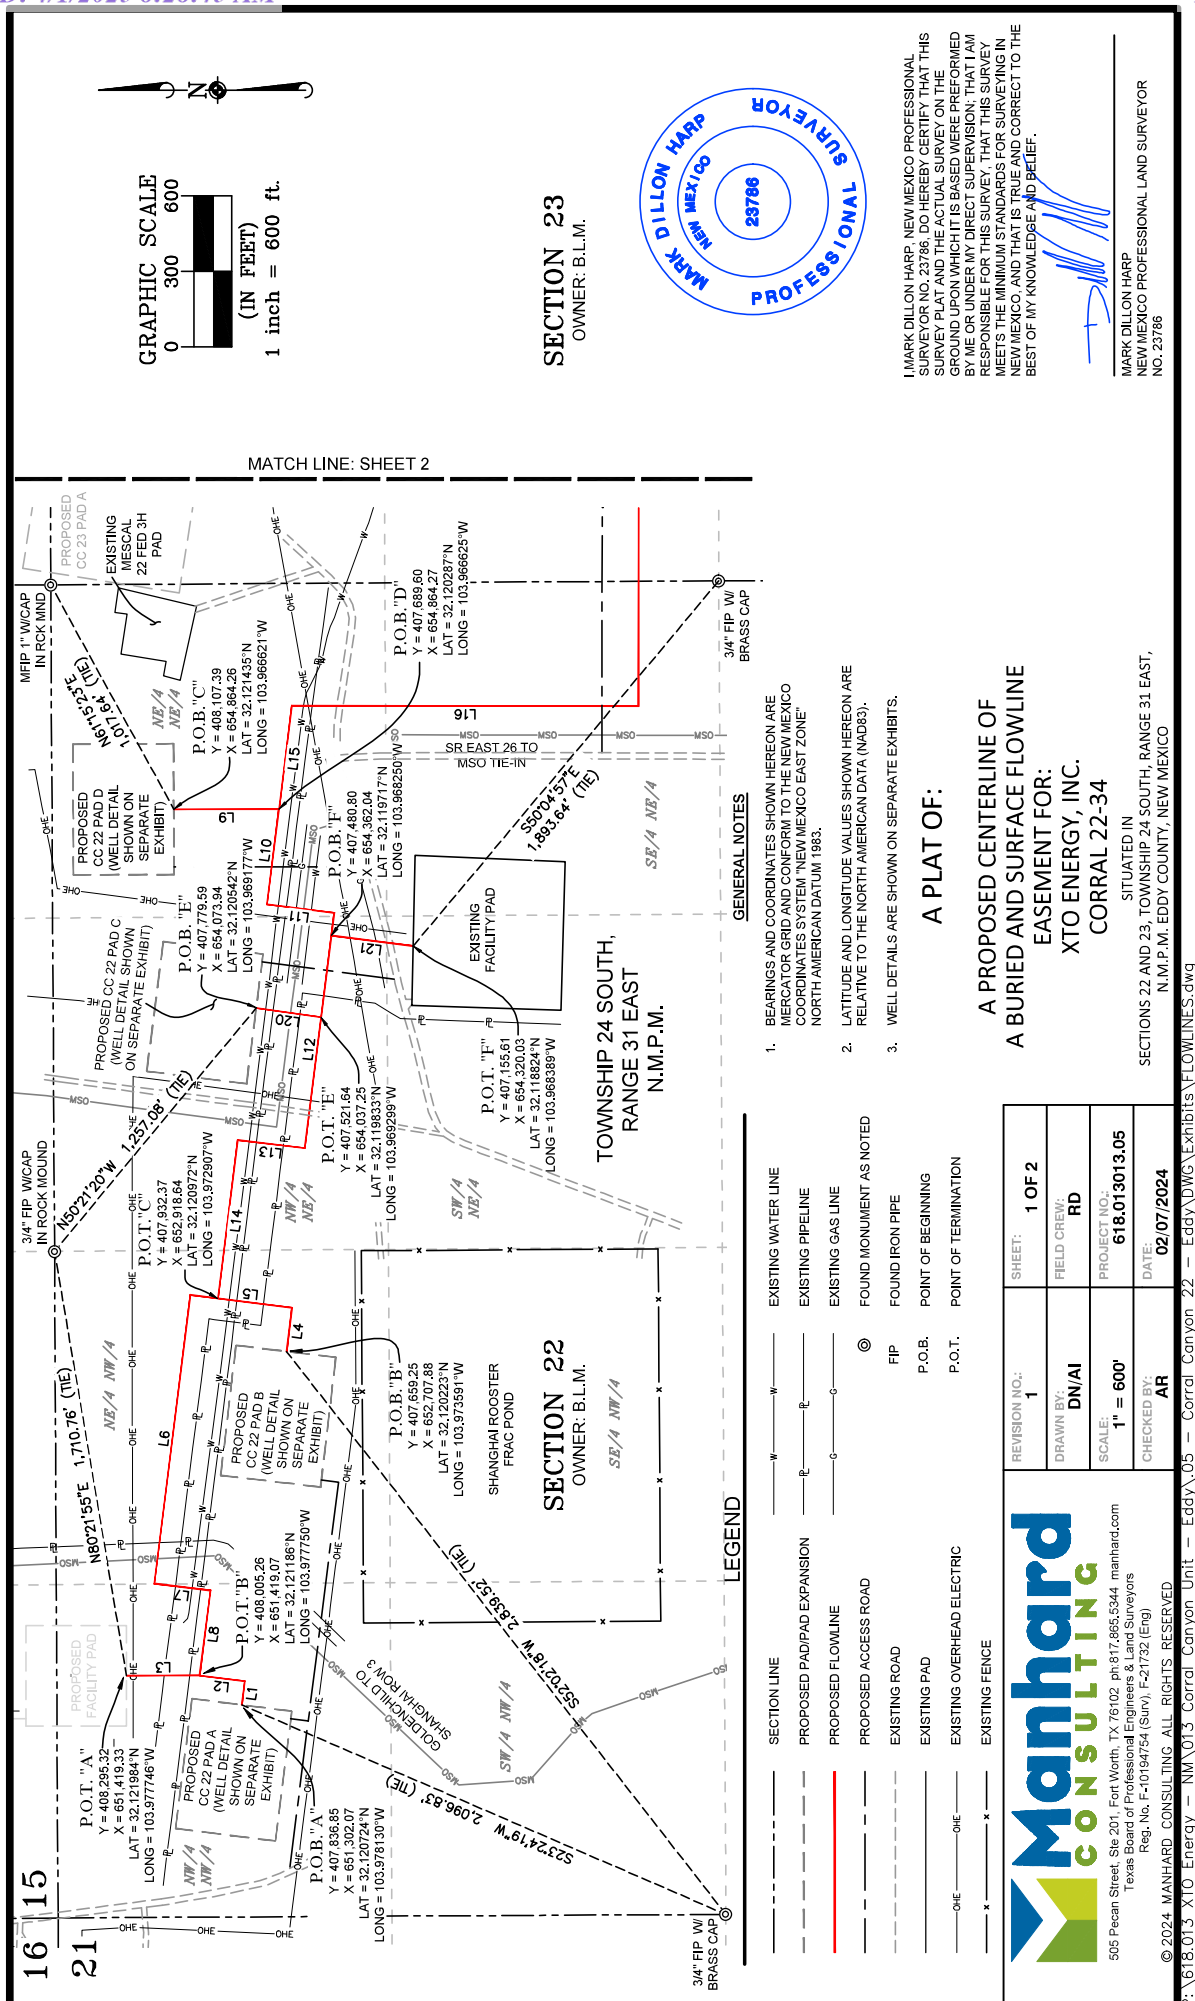 16 15
21
3/4" FIP W/CAP
IN ROCK MOUND
MFIP 1" W/CAP
IN RCK MND
N80°21'55"E 1,710.76' (TIE)
N50°21'20"W 1,257.08' (TIE)
N61°15'23"E
1,017.64' (TIE)
PROPOSED
CC 23 PAD A
EXISTING
MESCAL
22 FED 3H
PAD
NE/4
NE/4
PROPOSED
CC 22 PAD D
(WELL DETAIL
SHOWN ON
SEPARATE
EXHIBIT)
P.O.B. "C"
Y = 408,107.39
X = 654,864.26
LAT = 32.121435°N
LONG = 103.966621°W
P.O.B. "D"
Y = 407,689.60
X = 654,864.27
LAT = 32.120287°N
LONG = 103.966625°W
P.O.B. "E"
Y = 407,779.59
X = 654,073.94
LAT = 32.120542°N
LONG = 103.969177°W
P.O.B. "F"
Y = 407,480.80
X = 654,362.04
LAT = 32.119717°N
LONG = 103.968250°W
PROPOSED CC 22 PAD C
(WELL DETAIL SHOWN
ON SEPARATE EXHIBIT)
P.O.T. "C"
Y = 407,932.37
X = 652,918.64
LAT = 32.120972°N
LONG = 103.972907°W
P.O.T. "E"
Y = 407,521.64
X = 654,037.25
LAT = 32.119833°N
LONG = 103.969299°W
P.O.T. "F"
Y = 407,155.61
X = 654,320.03
LAT = 32.118824°N
LONG = 103.968389°W
EXISTING
FACILITY PAD
SR EAST 26 TO
MSO TIE-IN
S50°04'57"E
1,893.64' (TIE)
SE/4 NE/4
3/4" FIP W/
BRASS CAP
NW/4
NE/4
SW/4
NE/4
TOWNSHIP 24 SOUTH,
RANGE 31 EAST
N.M.P.M.
NE/4 NW/4
PROPOSED
CC 22 PAD B
(WELL DETAIL
SHOWN ON
SEPARATE
EXHIBIT)
P.O.B. "B"
Y = 407,659.25
X = 652,707.88
LAT = 32.120223°N
LONG = 103.973591°W
SHANGHAI ROOSTER
FRAC POND
SECTION 22
OWNER: B.L.M.
SE/4 NW/4
PROPOSED
FACILITY PAD
P.O.T. "A"
Y = 408,295.32
X = 651,419.33
LAT = 32.121984°N
LONG = 103.977746°W
P.O.T. "B"
Y = 408,005.26
X = 651,419.07
LAT = 32.121186°N
LONG = 103.977750°W
NW/4
NW/4
PROPOSED
CC 22 PAD A
(WELL DETAIL
SHOWN ON
SEPARATE
EXHIBIT)
P.O.B. "A"
Y = 407,836.85
X = 651,302.07
LAT = 32.120724°N
LONG = 103.978130°W
GOLDENCHILD TO
SHANGHAI ROW 3
SW/4 NW/4
S52°02'18"W 2,839.52' (TIE)
S23°24'19"W 2,096.83' (TIE)
3/4" FIP W/
BRASS CAP
L1
L2
L3
L4
L5
L6
L7
L8
L9
L10
L11
L12
L13
L14
L15
L16
L20
L21
MATCH LINE: SHEET 2
GRAPHIC SCALE
0 300 600
(IN FEET)
1 inch = 600 ft.
N
SECTION 23
OWNER: B.L.M.
MARK DILLON HARP
NEW MEXICO
23786
PROFESSIONAL SURVEYOR
I,MARK DILLON HARP, NEW MEXICO PROFESSIONAL
SURVEYOR NO. 23786, DO HEREBY CERTIFY THAT THIS
SURVEY PLAT AND THE ACTUAL SURVEY ON THE
GROUND UPON WHICH IT IS BASED WERE PREFORMED
BY ME OR UNDER MY DIRECT SUPERVISION; THAT I AM
RESPONSIBLE FOR THIS SURVEY, THAT THIS SURVEY
MEETS THE MINIMUM STANDARDS FOR SURVEYING IN
NEW MEXICO, AND THAT IS TRUE AND CORRECT TO THE
BEST OF MY KNOWLEDGE AND BELIEF.
MARK DILLON HARP
NEW MEXICO PROFESSIONAL LAND SURVEYOR
NO. 23786
LEGEND
SECTION LINE
PROPOSED PAD/PAD EXPANSION
PROPOSED FLOWLINE
PROPOSED ACCESS ROAD
EXISTING ROAD
EXISTING PAD
OHE OHE EXISTING OVERHEAD ELECTRIC
EXISTING FENCE
W W EXISTING WATER LINE
PL PL EXISTING PIPELINE
G G EXISTING GAS LINE
FOUND MONUMENT AS NOTED
FIP FOUND IRON PIPE
P.O.B. POINT OF BEGINNING
P.O.T. POINT OF TERMINATION
GENERAL NOTES
1. BEARINGS AND COORDINATES SHOWN HEREON ARE
MERCATOR GRID AND CONFORM TO THE NEW MEXICO
COORDINATES SYSTEM "NEW MEXICO EAST ZONE"
NORTH AMERICAN DATUM 1983.
2. LATITUDE AND LONGITUDE VALUES SHOWN HEREON ARE
RELATIVE TO THE NORTH AMERICAN DATA (NAD83).
3. WELL DETAILS ARE SHOWN ON SEPARATE EXHIBITS.
A PLAT OF:
A PROPOSED CENTERLINE OF
A BURIED AND SURFACE FLOWLINE
EASEMENT FOR:
XTO ENERGY, INC.
CORRAL 22-34
SITUATED IN
SECTIONS 22 AND 23, TOWNSHIP 24 SOUTH, RANGE 31 EAST,
N.M.P.M. EDDY COUNTY, NEW MEXICO
Manhard
CONSULTING
505 Pecan Street, Ste 201, Fort Worth, TX 76102 ph:817.865.5344 manhard.com
Texas Board of Professional Engineers & Land Surveyors
Reg. No. F-10194754 (Surv), F-21732 (Eng)
© 2024 MANHARD CONSULTING ALL RIGHTS RESERVED
REVISION NO.: 1
SHEET: 1 OF 2
DRAWN BY: DN/AI
FIELD CREW: RD
SCALE: 1" = 600'
PROJECT NO.: 618.013013.05
CHECKED BY: AR
DATE: 02/07/2024